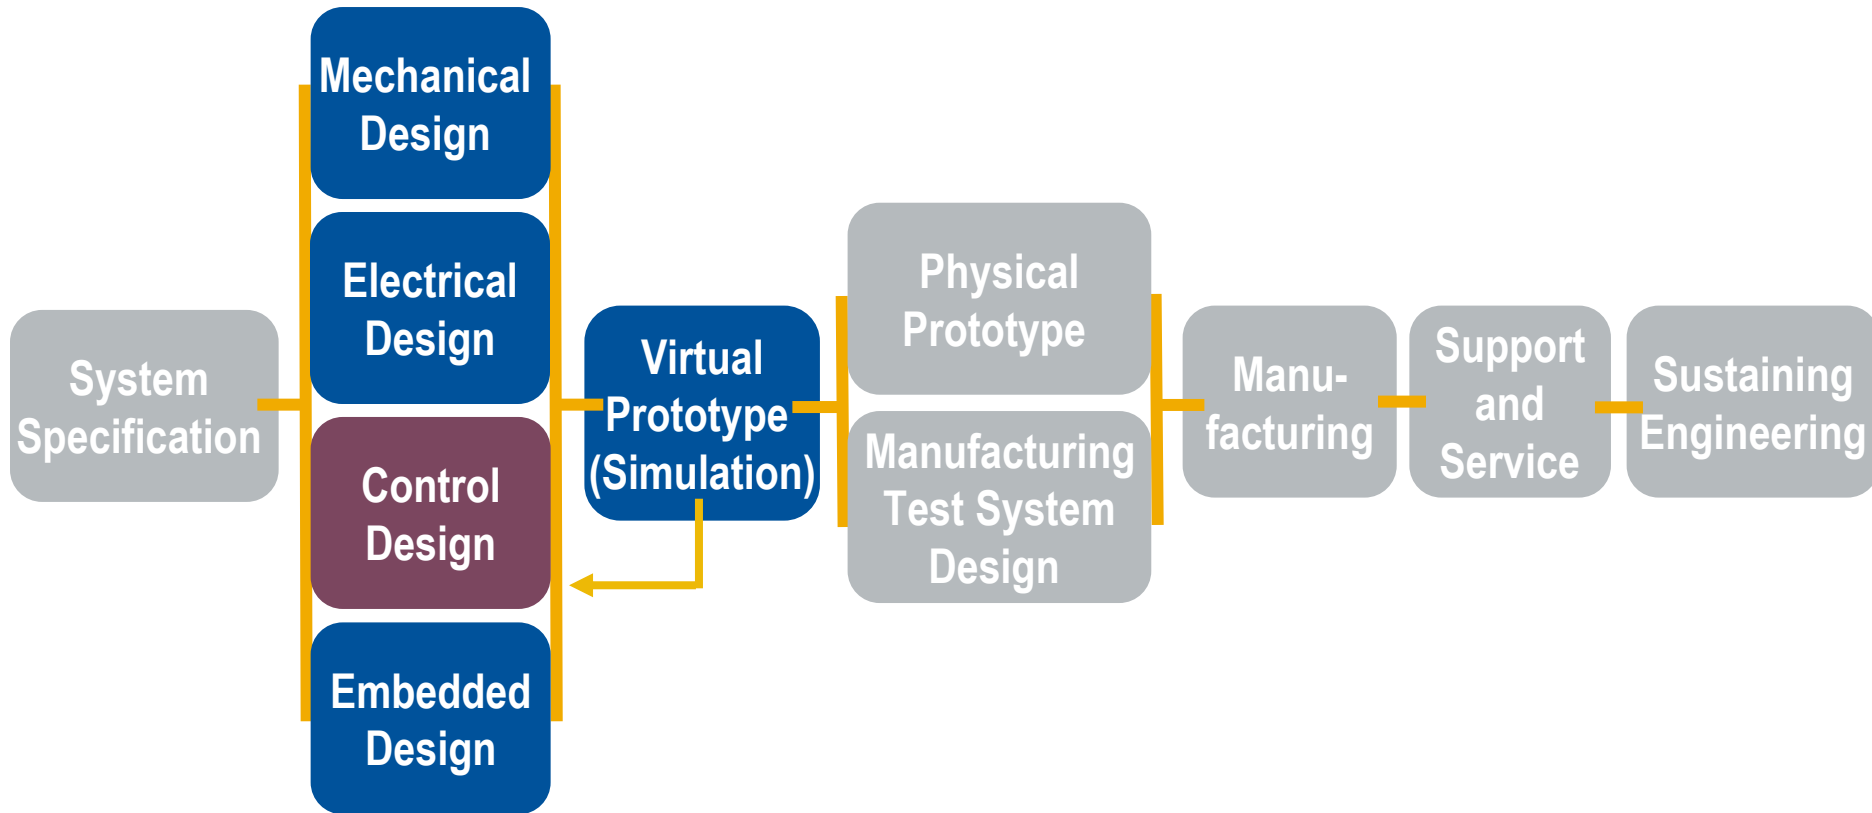 System
Specification
Mechanical
Design
Electrical
Design
Control
Design
Embedded
Design
Virtual
Prototype
(Simulation)
Physical
Prototype
Manufacturing
Test System
Design
Manu-
facturing
Support
and
Service
Sustaining
Engineering